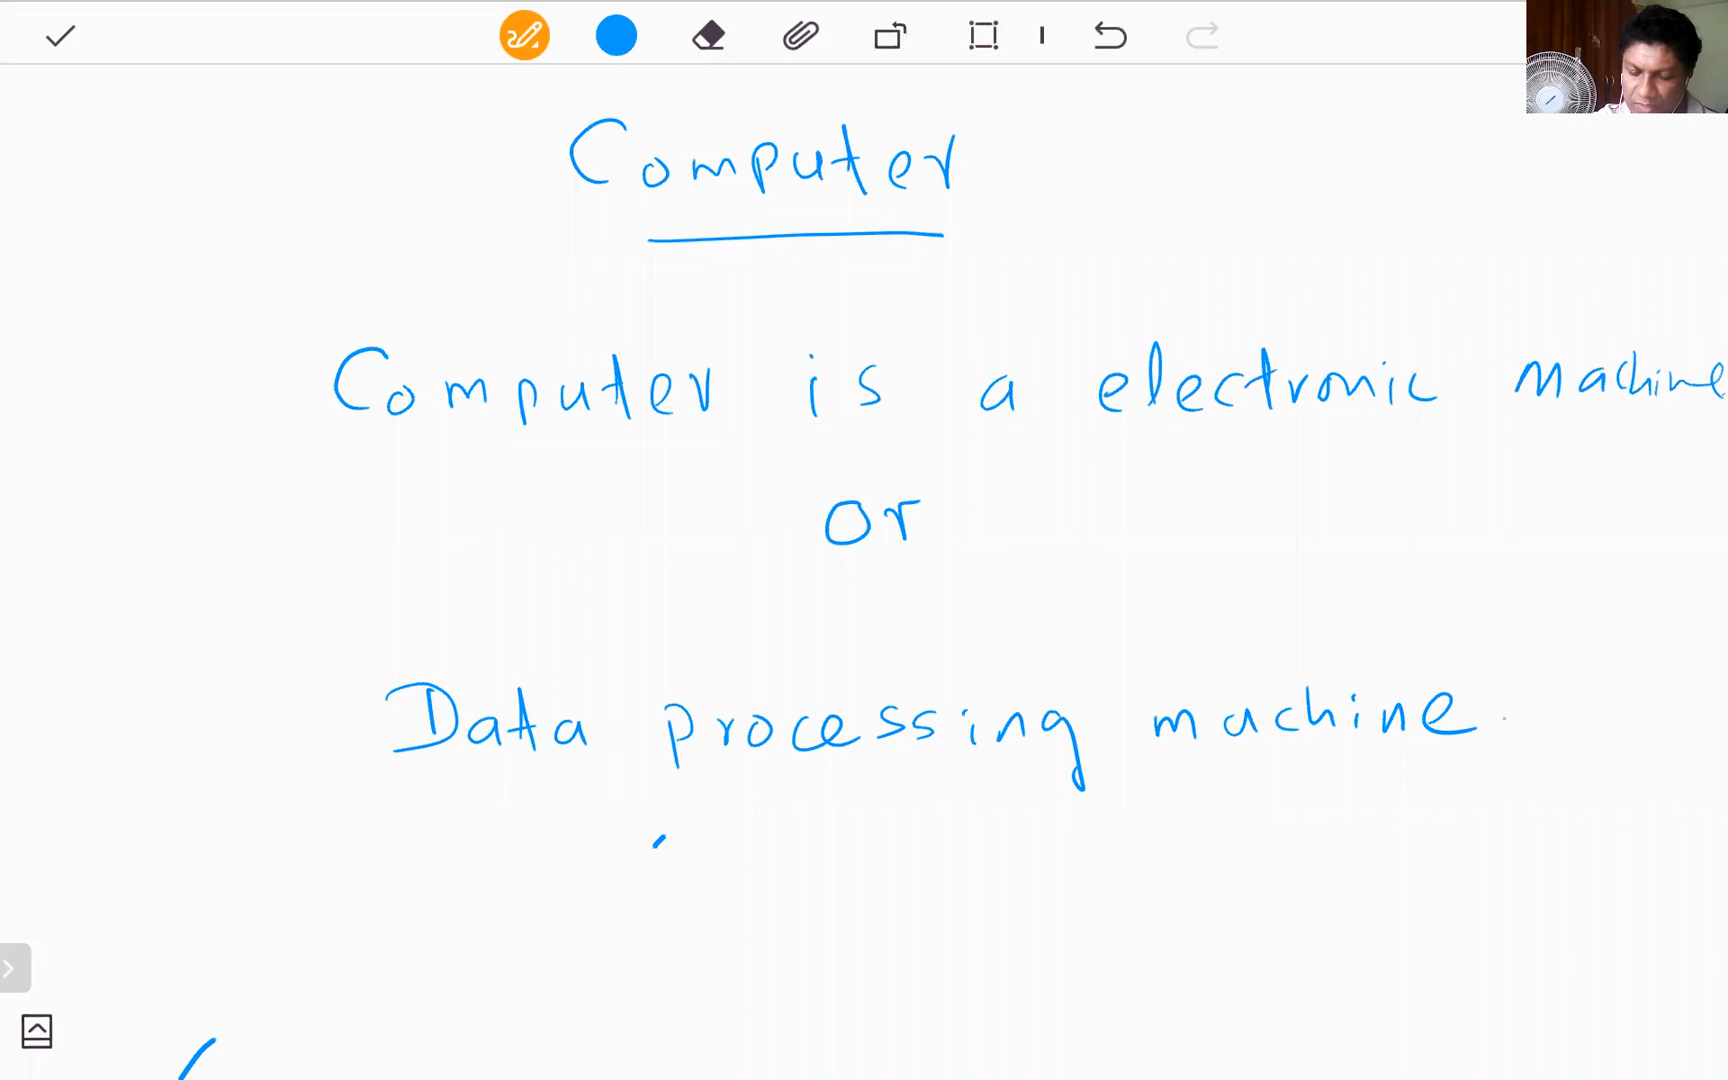 Computer
Computer is a electronic machine
Or
Data processing machine.